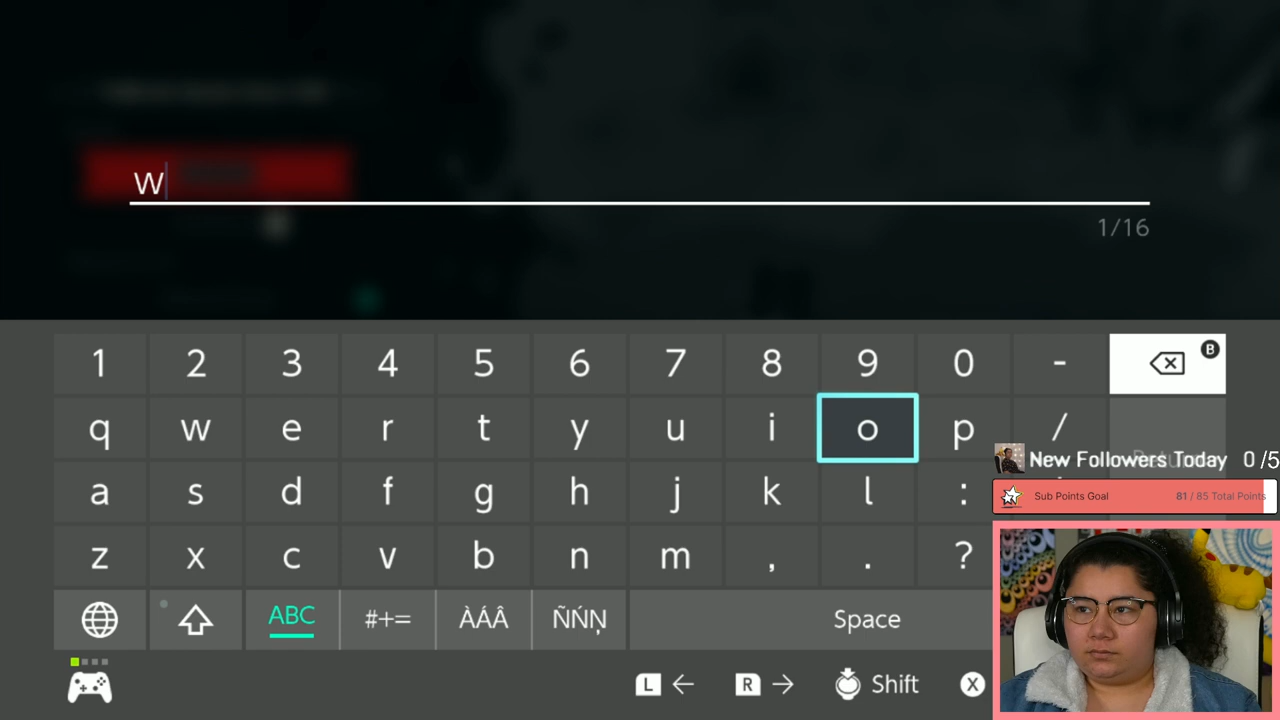 W
1/16
1 2 3 4 5 6 7 8 9 0 - B
q w e r t y u i o p /
New Followers Today 0 /5
a s d f g h j k l :
Sub Points Goal 81 / 85 Total Points
z x c v b n m , . ?
ABC #+= ÀÁÂ ÑŃŅ Space
L ← R → Shift X